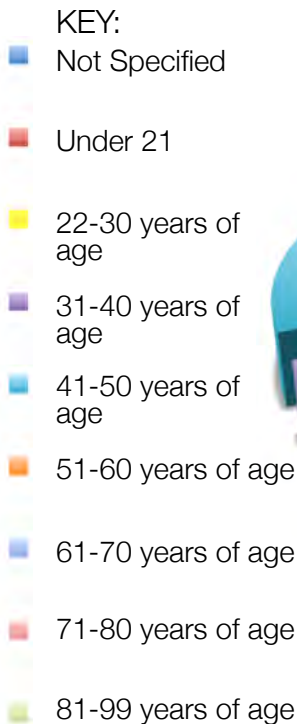 KEY:
Not Specified
Under 21
22-30 years of
age
31-40 years of
age
41-50 years of
age
51-60 years of age
61-70 years of age
71-80 years of age
81-99 years of age